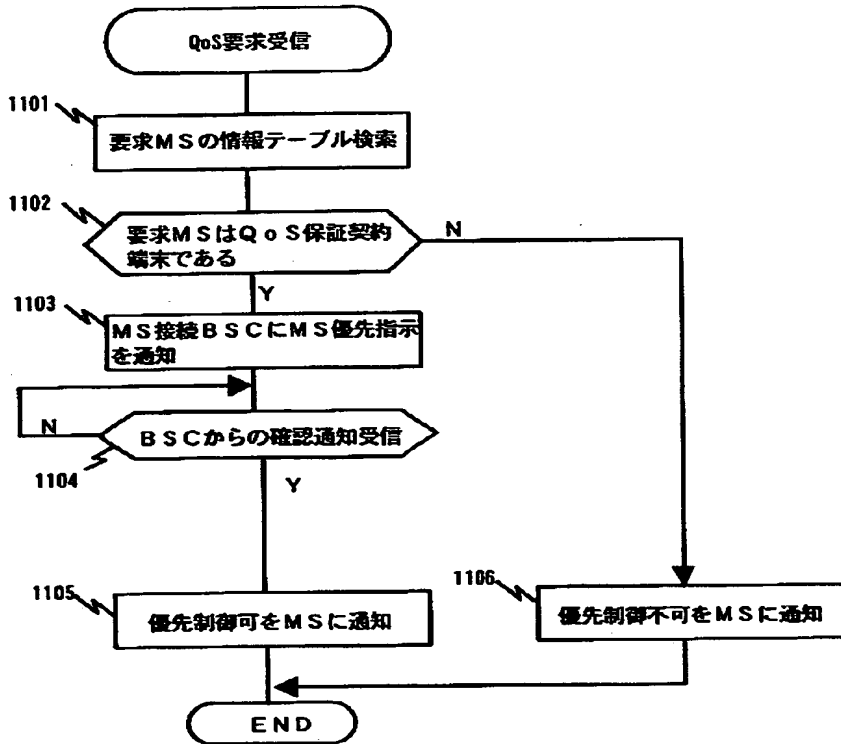 QoS要求受信
1101
要求MSの情報テーブル検索
1102
要求MSはQoS保証契約
端末である
N
Y
1103
MS接続BSCにMS優先指示
を通知
N
BSCからの確認通知受信
1104
Y
1105
優先制御可をMSに通知
1106
優先制御不可をMSに通知
END